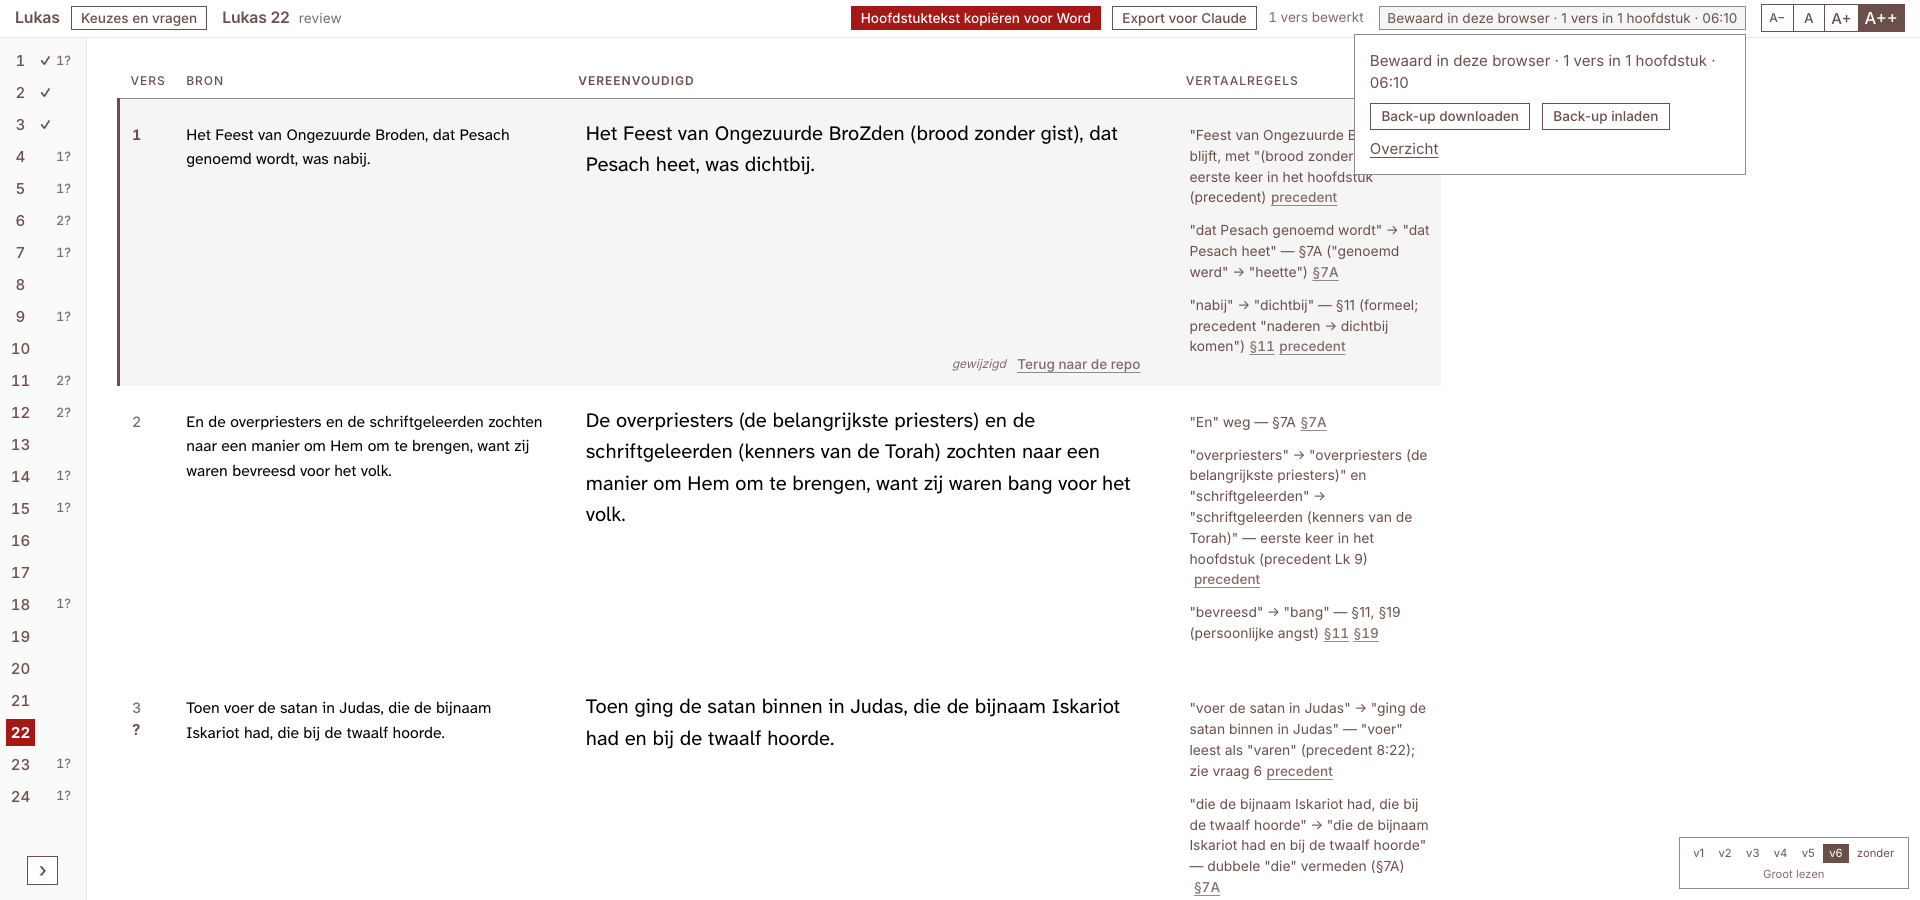 Lukas Keuzes en vragen Lukas 22 review Hoofdstuktekst kopiëren voor Word Export voor Claude 1 vers bewerkt Bewaard in deze browser · 1 vers in 1 hoofdstuk · 06:10 A− A A+ A++
Bewaard in deze browser · 1 vers in 1 hoofdstuk ·
06:10
Back-up downloaden Back-up inladen
Overzicht
1 ✓ 1?
2 ✓
3 ✓
4 1?
5 1?
6 2?
7 1?
8
9 1?
10
11 2?
12 2?
13
14 1?
15 1?
16
17
18 1?
19
20
21
22
23 1?
24 1?
›
VERS BRON VEREENVOUDIGD VERTAALREGELS
1
Het Feest van Ongezuurde Broden, dat Pesach
genoemd wordt, was nabij.
Het Feest van Ongezuurde BroZden (brood zonder gist), dat
Pesach heet, was dichtbij.
gewijzigd Terug naar de repo
"Feest van Ongezuurde
blijft, met "(brood zonder
eerste keer in het hoofdstuk
(precedent) precedent
"dat Pesach genoemd wordt" → "dat
Pesach heet" — §7A ("genoemd
werd" → "heette") §7A
"nabij" → "dichtbij" — §11 (formeel;
precedent "naderen → dichtbij
komen") §11 precedent
2
En de overpriesters en de schriftgeleerden zochten
naar een manier om Hem om te brengen, want zij
waren bevreesd voor het volk.
De overpriesters (de belangrijkste priesters) en de
schriftgeleerden (kenners van de Torah) zochten naar een
manier om Hem om te brengen, want zij waren bang voor het
volk.
"En" weg — §7A §7A
"overpriesters" → "overpriesters (de
belangrijkste priesters)" en
"schriftgeleerden" →
"schriftgeleerden (kenners van de
Torah)" — eerste keer in het
hoofdstuk (precedent Lk 9)
precedent
"bevreesd" → "bang" — §11, §19
(persoonlijke angst) §11 §19
3
?
Toen voer de satan in Judas, die de bijnaam
Iskariot had, die bij de twaalf hoorde.
Toen ging de satan binnen in Judas, die de bijnaam Iskariot
had en bij de twaalf hoorde.
"voer de satan in Judas" → "ging de
satan binnen in Judas" — "voer"
leest als "varen" (precedent 8:22);
zie vraag 6 precedent
"die de bijnaam Iskariot had, die bij
de twaalf hoorde" → "die de bijnaam
Iskariot had en bij de twaalf hoorde"
— dubbele "die" vermeden (§7A)
§7A
v1 v2 v3 v4 v5 v6 zonder
Groot lezen